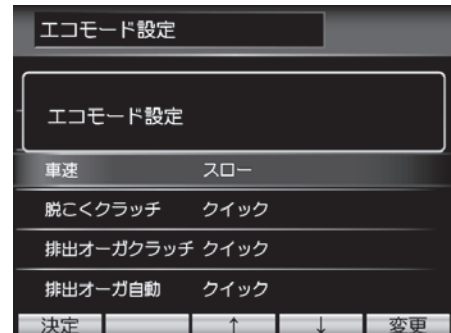 エコモード設定
エコモード設定
車速 スロー
脱こくクラッチ クイック
排出オーガクラッチ クイック
排出オーガ自動 クイック
決定 ↑ ↓ 変更